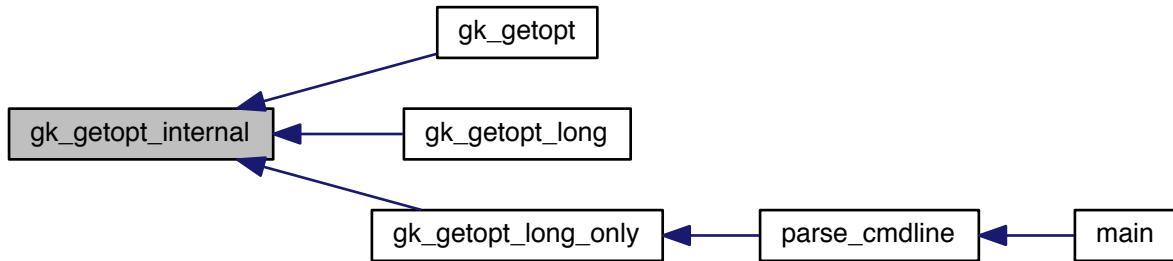 gk_getopt
gk_getopt_internal
gk_getopt_long
gk_getopt_long_only
parse_cmdline
main